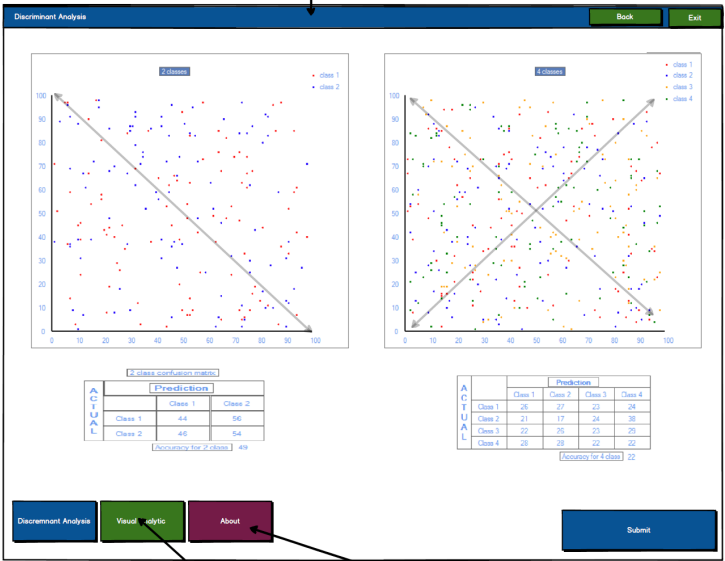 Discriminant Analysis
Back
Exit
2 classes
class 1
class 2
100
90
80
70
60
50
40
30
20
10
0
0 10 20 30 40 50 60 70 80 90 100
4 classes
class 1
class 2
class 3
class 4
100
90
80
70
60
50
40
30
20
10
0
0 10 20 30 40 50 60 70 80 90 100
2 class confusion matrix
ACTUAL
Prediction
Class 1 Class 2
Class 1 44 56
Class 2 46 54
Accuracy for 2 class 49
ACTUAL
Prediction
Class 1 Class 2 Class 3 Class 4
Class 1 26 27 23 24
Class 2 21 17 24 38
Class 3 22 26 23 29
Class 4 28 28 22 22
Accuracy for 4 class 22
Discremnant Analysis
Visual Analytic
About
Submit